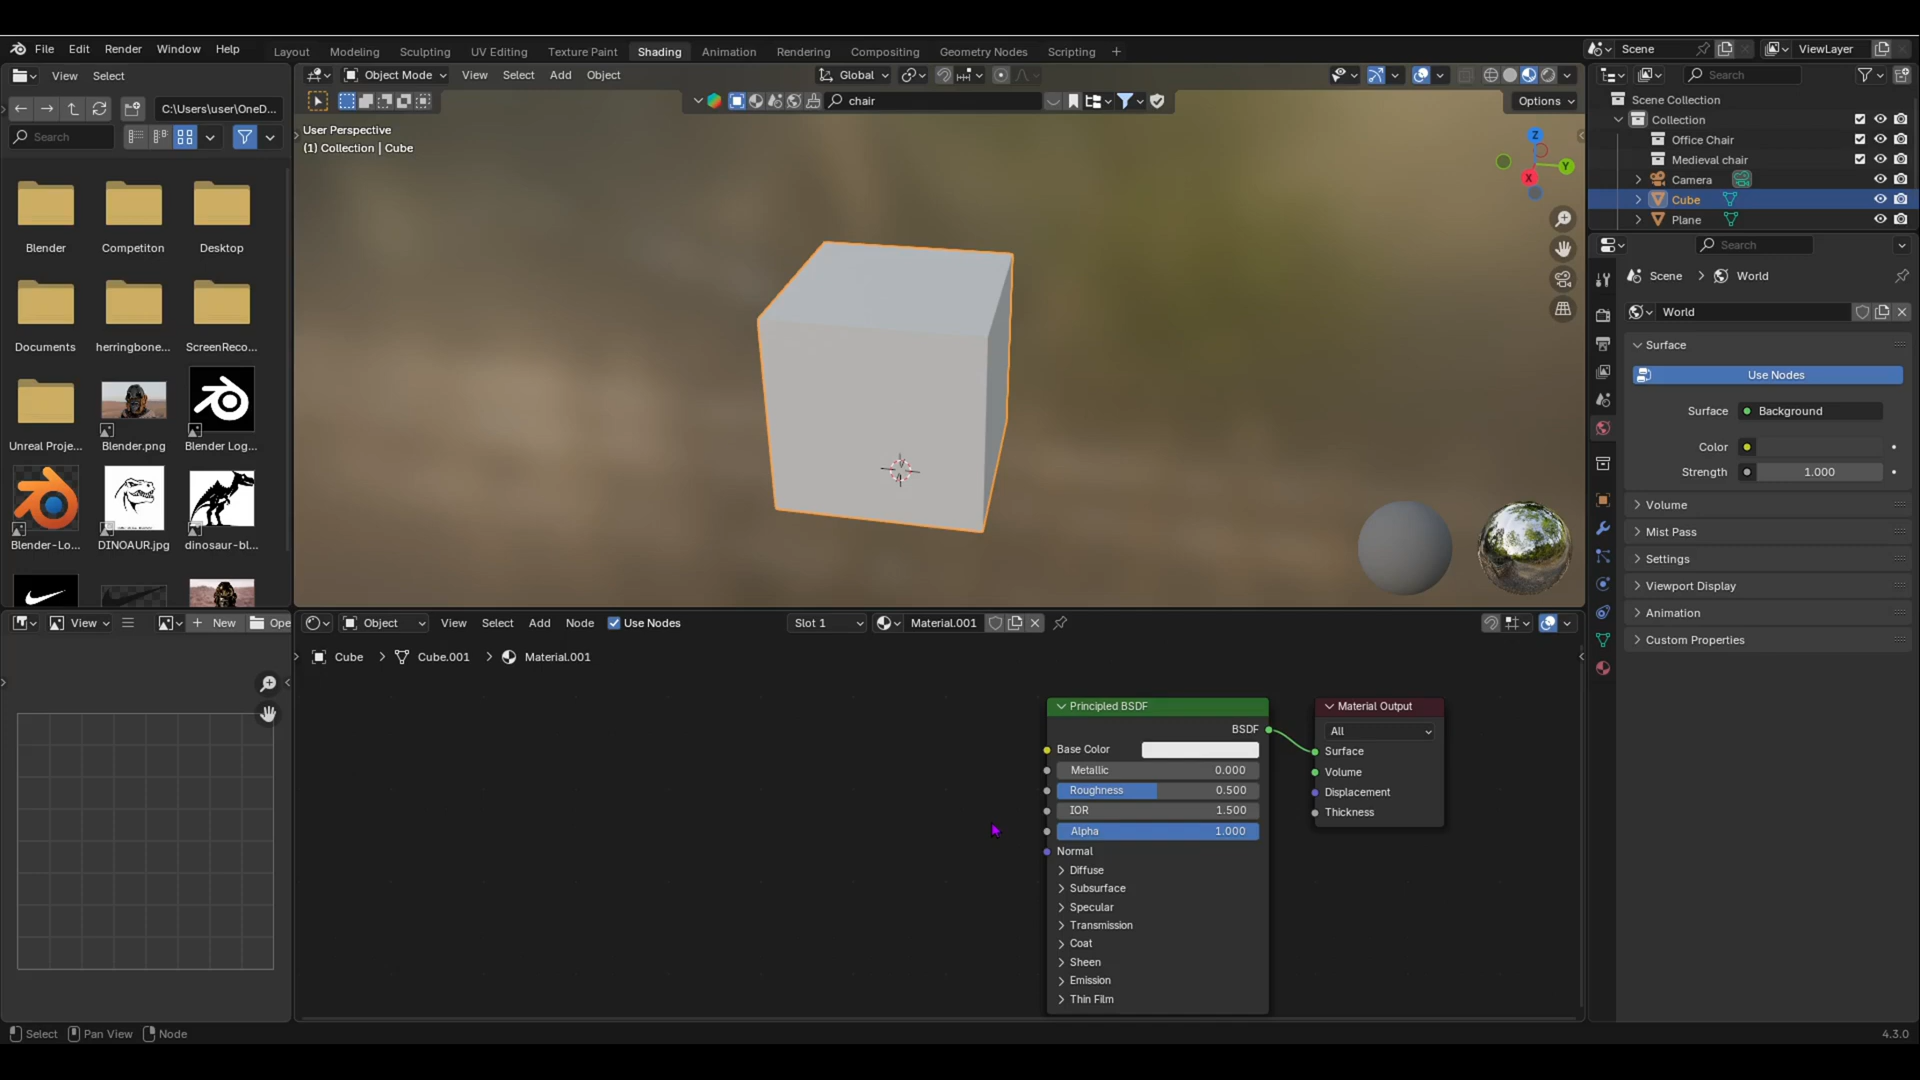 File Edit Render Window Help Layout Modeling Sculpting UV Editing Texture Paint Shading Animation Rendering Compositing Geometry Nodes Scripting + Scene ViewLayer
View Select Object Mode View Select Add Object Global Search
C:\Users\user\OneD... chair Options
Search
User Perspective
(1) Collection | Cube
Z
Y
X
Blender Competiton Desktop
Documents herringbone... ScreenReco...
Unreal Proje... Blender.png Blender Log...
Blender-Lo... DINOAUR.jpg dinosaur-bl...
Scene Collection
Collection
Office Chair
Medieval chair
Camera
Cube
Plane
Search
Scene > World
World
Surface
Use Nodes
Surface Background
Color
Strength 1.000
Volume
Mist Pass
Settings
Viewport Display
Animation
Custom Properties
View New Ope Object View Select Add Node Use Nodes Slot 1 Material.001
Cube > Cube.001 > Material.001
Principled BSDF
BSDF
Base Color
Metallic 0.000
Roughness 0.500
IOR 1.500
Alpha 1.000
Normal
Diffuse
Subsurface
Specular
Transmission
Coat
Sheen
Emission
Thin Film
Material Output
All
Surface
Volume
Displacement
Thickness
Select Pan View Node 4.3.0